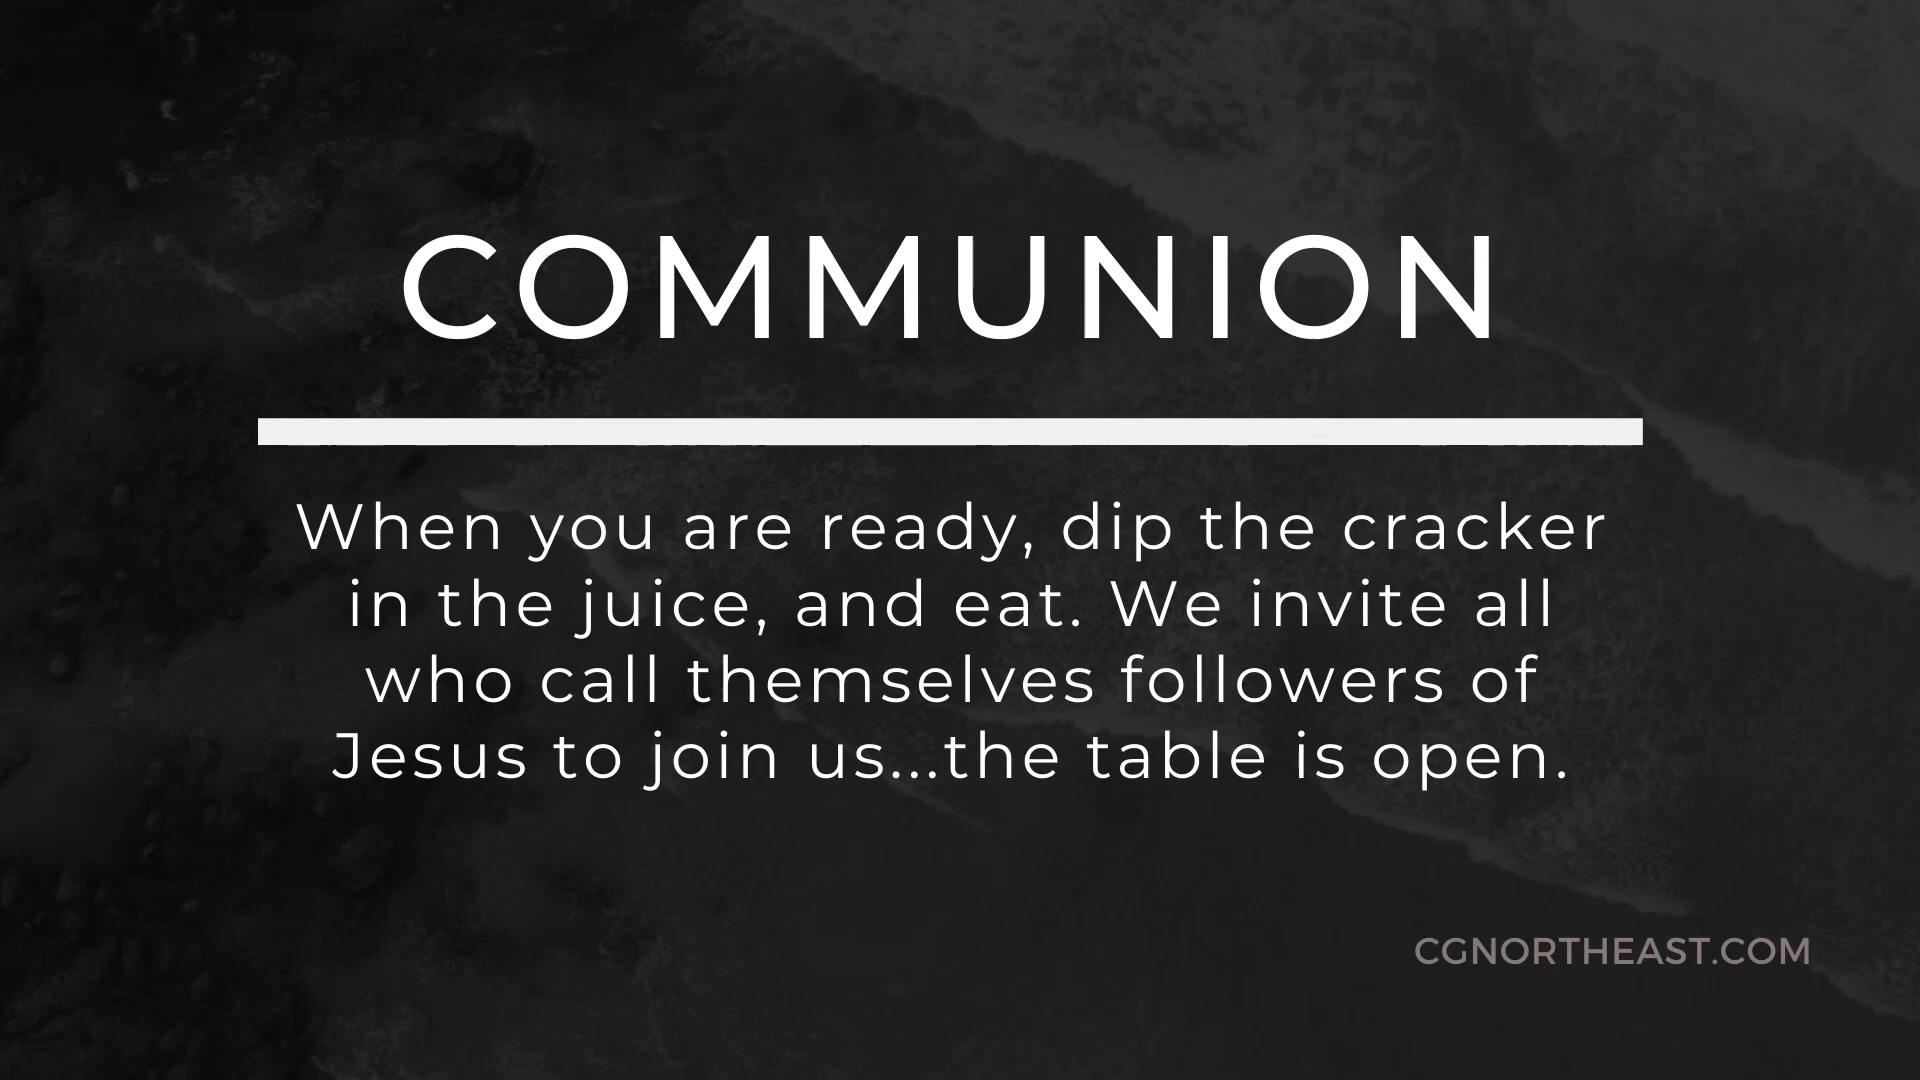 COMMUNION
When you are ready, dip the cracker
in the juice, and eat. We invite all
who call themselves followers of
Jesus to join us...the table is open.
CGNORTHEAST.COM